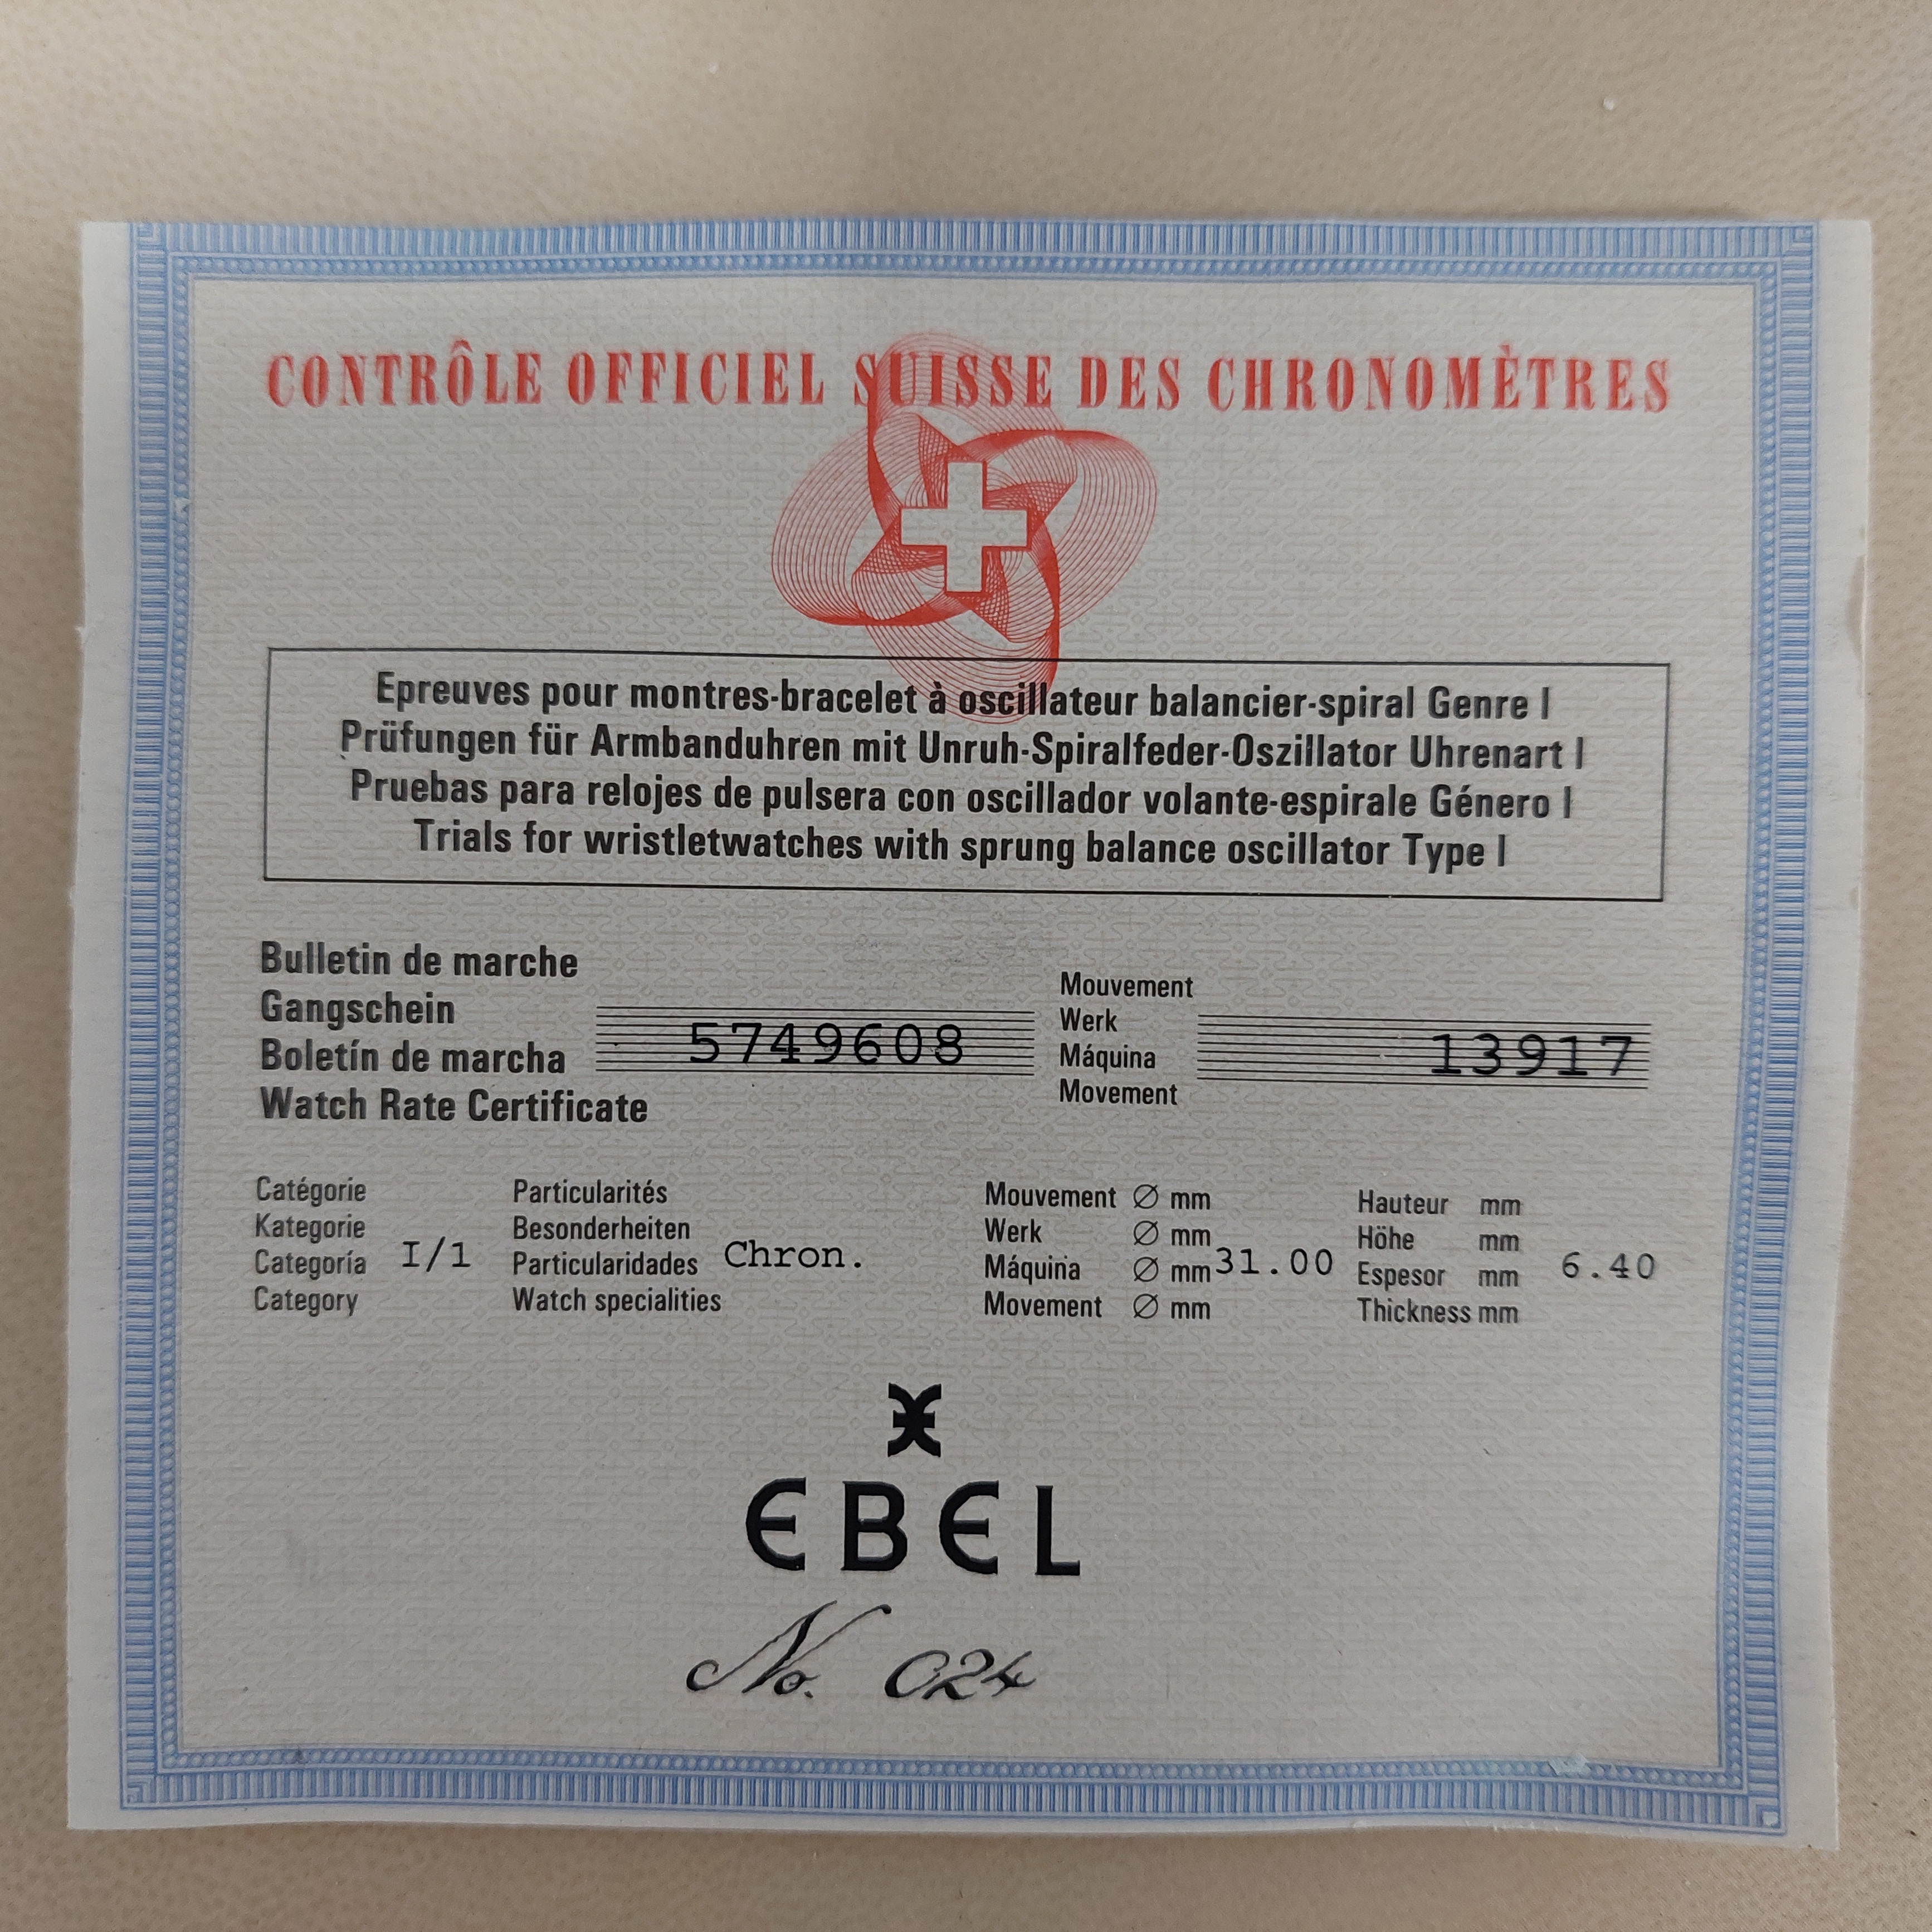 CONTRÔLE OFFICIEL SUISSE DES CHRONOMÈTRES
Epreuves pour montres-bracelet à oscillateur balancier-spiral Genre I
Prüfungen für Armbanduhren mit Unruh-Spiralfeder-Oszillator Uhrenart I
Pruebas para relojes de pulsera con oscillador volante-espirale Género I
Trials for wristletwatches with sprung balance oscillator Type I
Bulletin de marche
Gangschein
Boletín de marcha
Watch Rate Certificate
5749608
Mouvement
Werk
Máquina
Movement
13917
Catégorie
Kategorie
Categoría
Category
I/1
Particularités
Besonderheiten
Particularidades
Watch specialities
Chron.
Mouvement Ø mm
Werk Ø mm
Máquina Ø mm
Movement Ø mm
31.00
Hauteur mm
Höhe mm
Espesor mm
Thickness mm
6.40
EBEL
No. 024